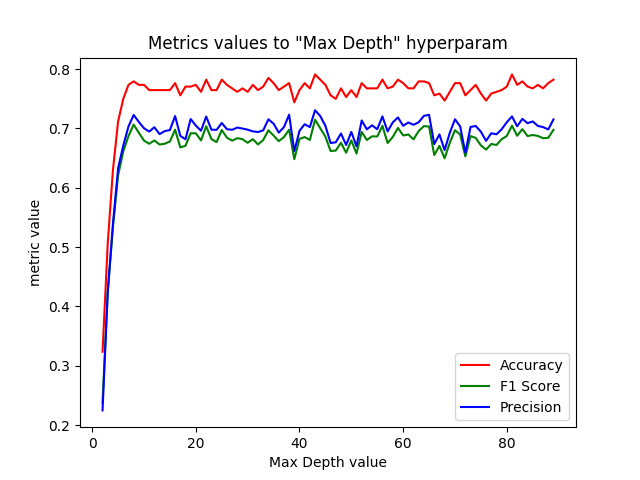 Metrics values to "Max Depth" hyperparam
metric value
0.8
0.7
0.6
0.5
0.4
0.3
0.2
0
20
40
60
80
Max Depth value
Accuracy
F1 Score
Precision